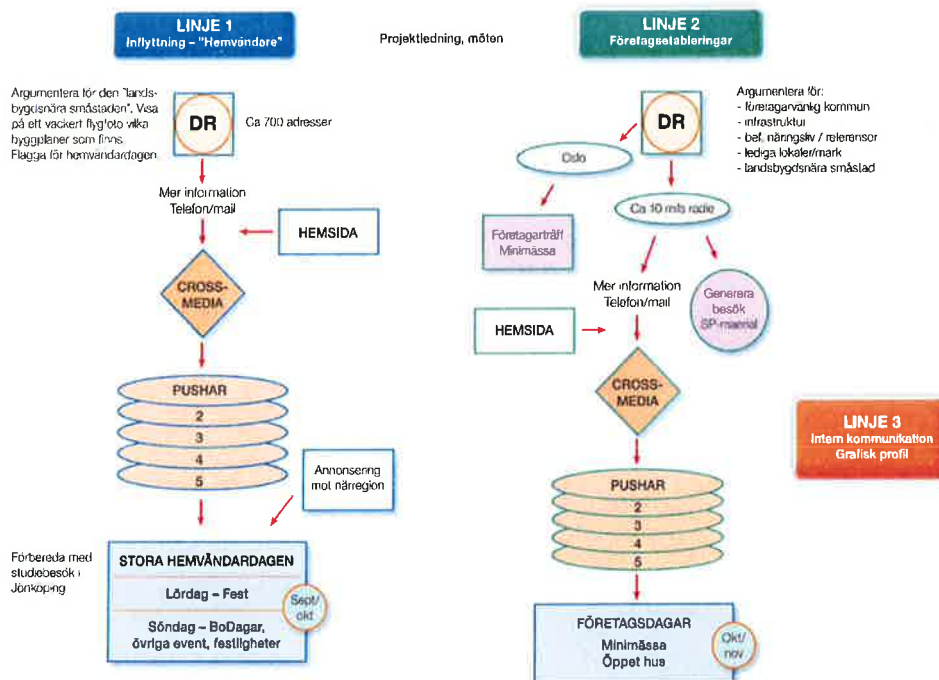 LINJE 1
Inflyttning – "Hemvändare"
Projektledning, möten
LINJE 2
Företagsetableringar
Argumentera för den "lands-
bygdsnära småstaden". Visa
på ett vackert flygfoto vilka
byggplaner som finns.
Flagga för hemvändardagen.
DR
Ca 700 adresser
Mer information
Telefon/mail
HEMSIDA
CROSS-
MEDIA
PUSHAR
2
3
4
5
Annonsering
mot närregion
Förbereda med
studiebesök i
Jönköping
STORA HEMVÄNDARDAGEN
Lördag – Fest
Söndag – BoDagar,
övriga event, festligheter
Sept/
okt
DR
Argumentera för:
- företagarvänlig kommun
- infrastruktur
- bef. näringsliv / referenser
- lediga lokaler/mark
- landsbygdsnära småstad
Oslo
Företagarträff
Minimässa
Ca 10 mils radie
Mer information
Telefon/mail
Generera
besök
SP-material
HEMSIDA
CROSS-
MEDIA
PUSHAR
2
3
4
5
FÖRETAGSDAGAR
Minimässa
Öppet hus
Okt/
nov
LINJE 3
Intern kommunikation
Grafisk profil